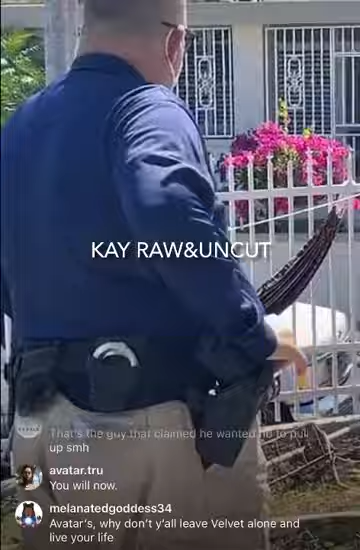 KAY RAW&UNCUT
That's the guy that claimed he wanted to pull
up smh
avatar.tru
You will now.
melanatedgoddess34
Avatar's, why don't y'all leave Velvet alone and
live your life